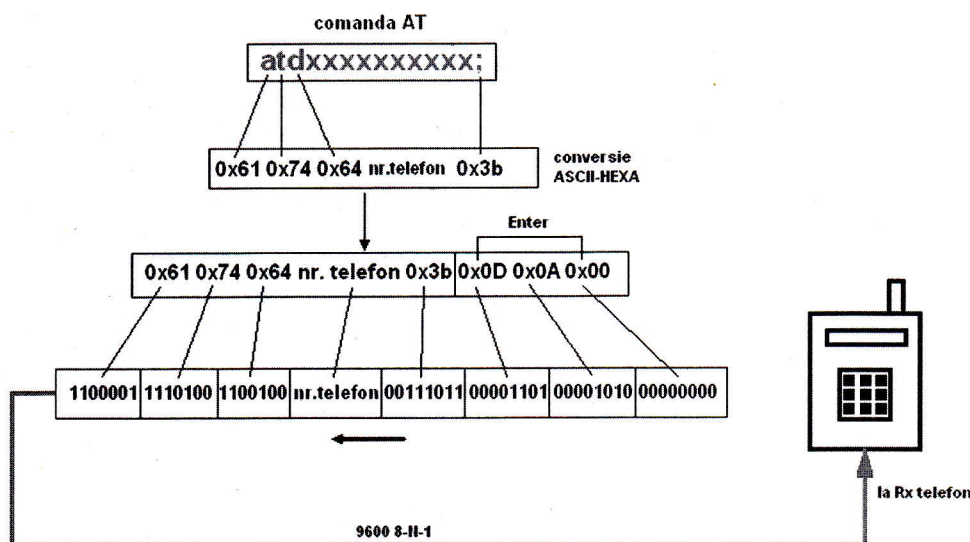 comanda AT
atdxxxxxxxxxx;
0x61 0x74 0x64 nr.telefon 0x3b
conversie
ASCII-HEXA
Enter
0x61 0x74 0x64 nr. telefon 0x3b 0x0D 0x0A 0x00
1100001 1110100 1100100 nr.telefon 00111011 00001101 00001010 00000000
la Rx telefon
9600 8-N-1